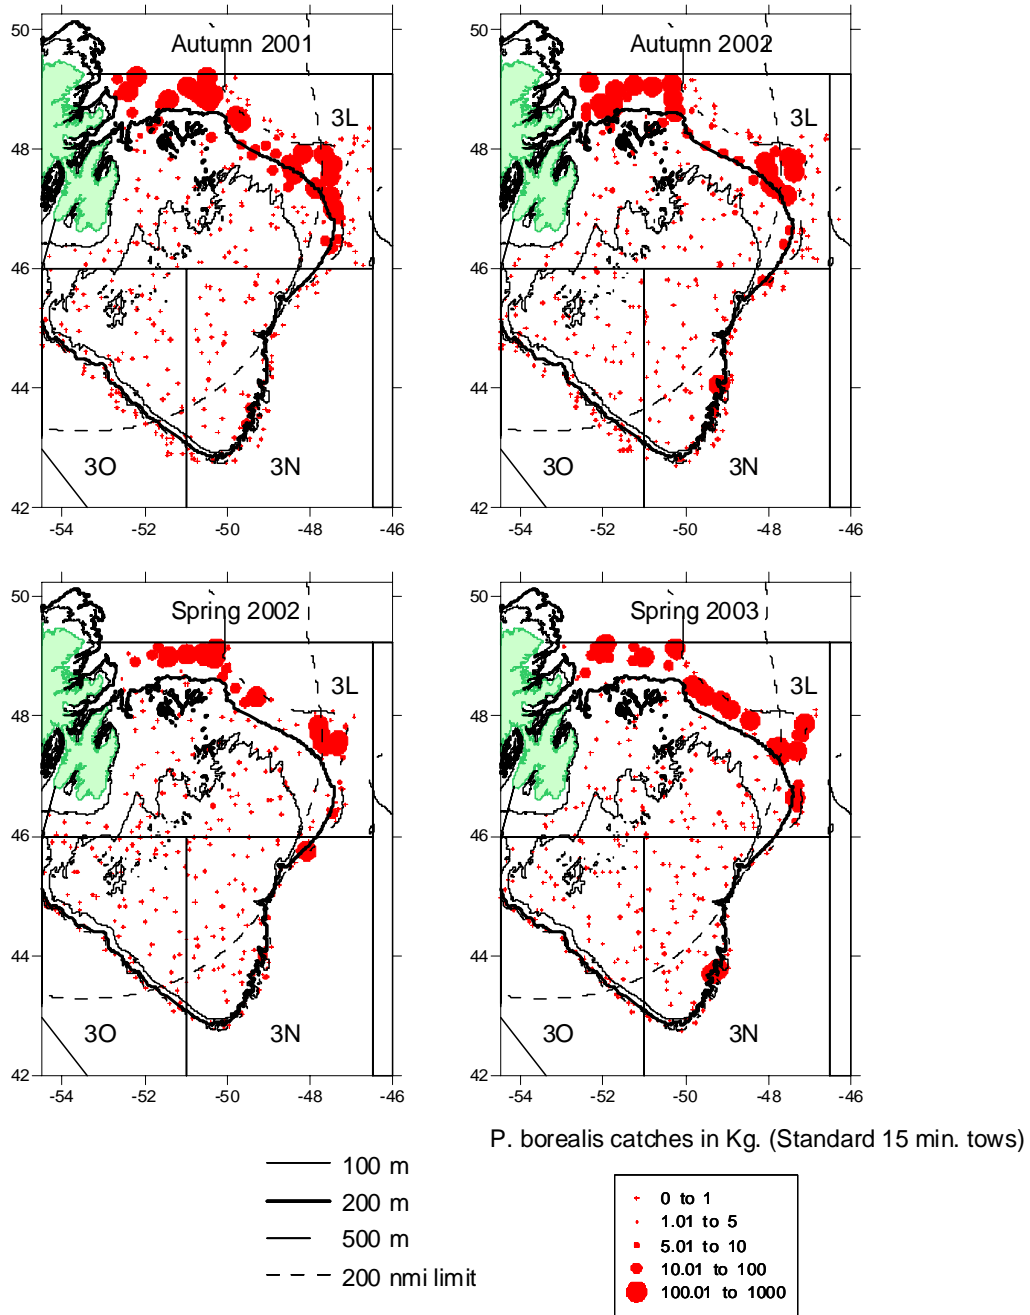 Autumn 2001
50
48
46
44
42
3L
3O
3N
-54
-52
-50
-48
-46
Autumn 2002
50
48
46
44
42
3L
3O
3N
-54
-52
-50
-48
-46
Spring 2002
50
48
46
44
42
3L
3O
3N
-54
-52
-50
-48
-46
Spring 2003
50
48
46
44
42
3L
3O
3N
-54
-52
-50
-48
-46
P. borealis catches in Kg. (Standard 15 min. tows)
100 m
200 m
500 m
200 nmi limit
0 to 1
1.01 to 5
5.01 to 10
10.01 to 100
100.01 to 1000